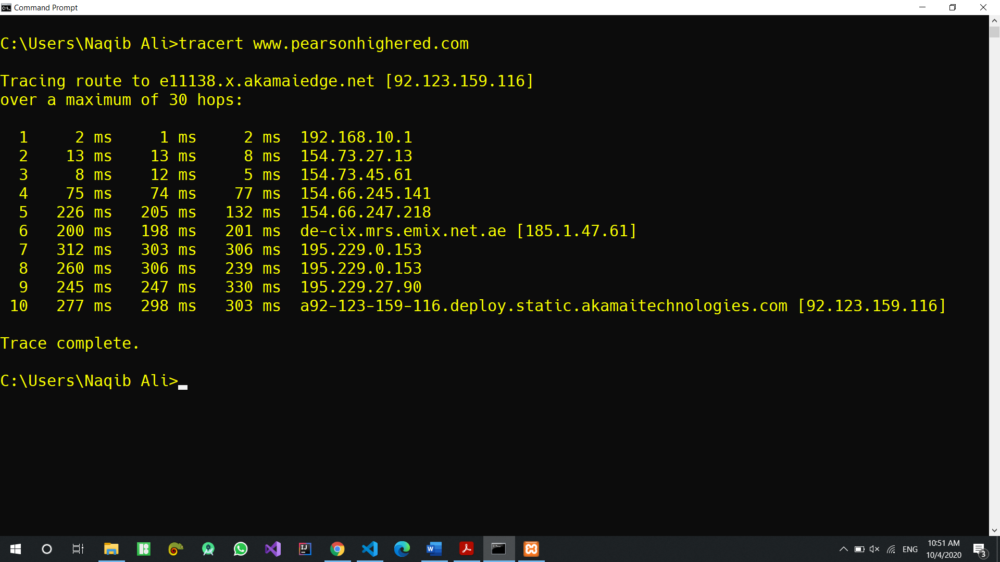 Command Prompt
C:\Users\Naqib Ali>tracert www.pearsonhighered.com
Tracing route to e11138.x.akamaiedge.net [92.123.159.116]
over a maximum of 30 hops:
1 2 ms 1 ms 2 ms 192.168.10.1
2 13 ms 13 ms 8 ms 154.73.27.13
3 8 ms 12 ms 5 ms 154.73.45.61
4 75 ms 74 ms 77 ms 154.66.245.141
5 226 ms 205 ms 132 ms 154.66.247.218
6 200 ms 198 ms 201 ms de-cix.mrs.emix.net.ae [185.1.47.61]
7 312 ms 303 ms 306 ms 195.229.0.153
8 260 ms 306 ms 239 ms 195.229.0.153
9 245 ms 247 ms 330 ms 195.229.27.90
10 277 ms 298 ms 303 ms a92-123-159-116.deploy.static.akamaitechnologies.com [92.123.159.116]
Trace complete.
C:\Users\Naqib Ali>
ENG
10:51 AM
10/4/2020
3